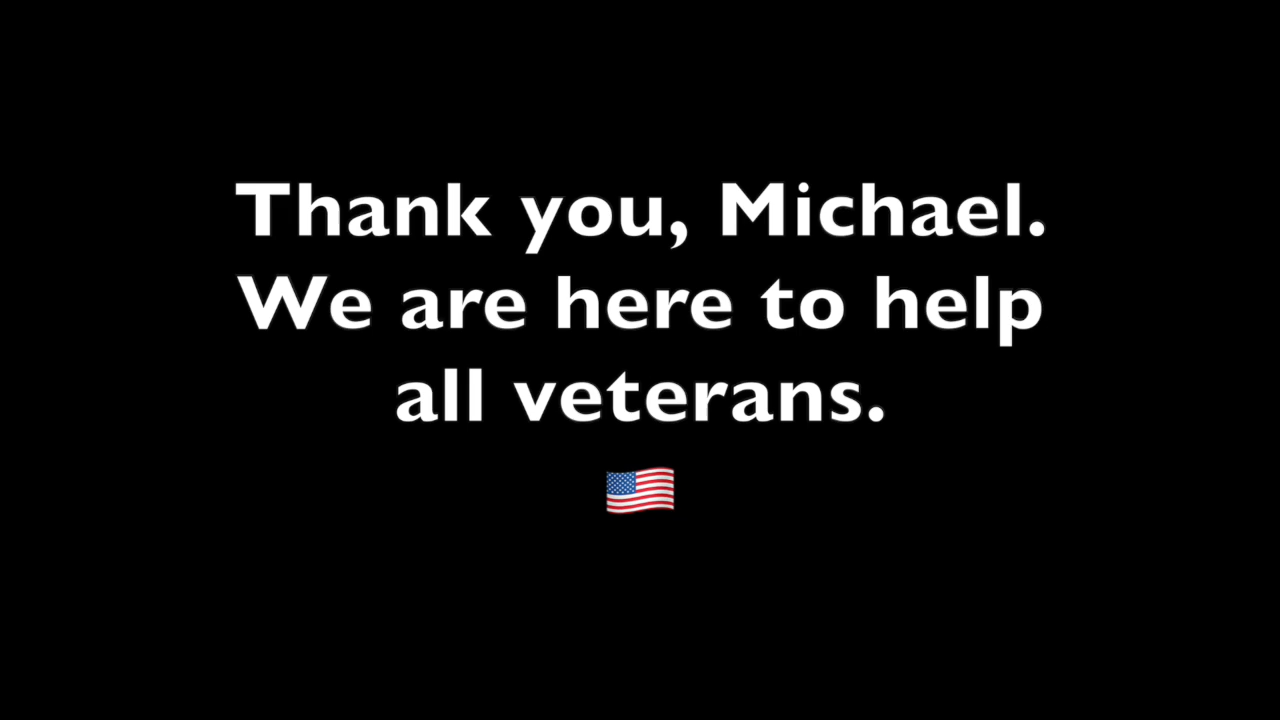 Thank you, Michael.
We are here to help
all veterans.
🇺🇸